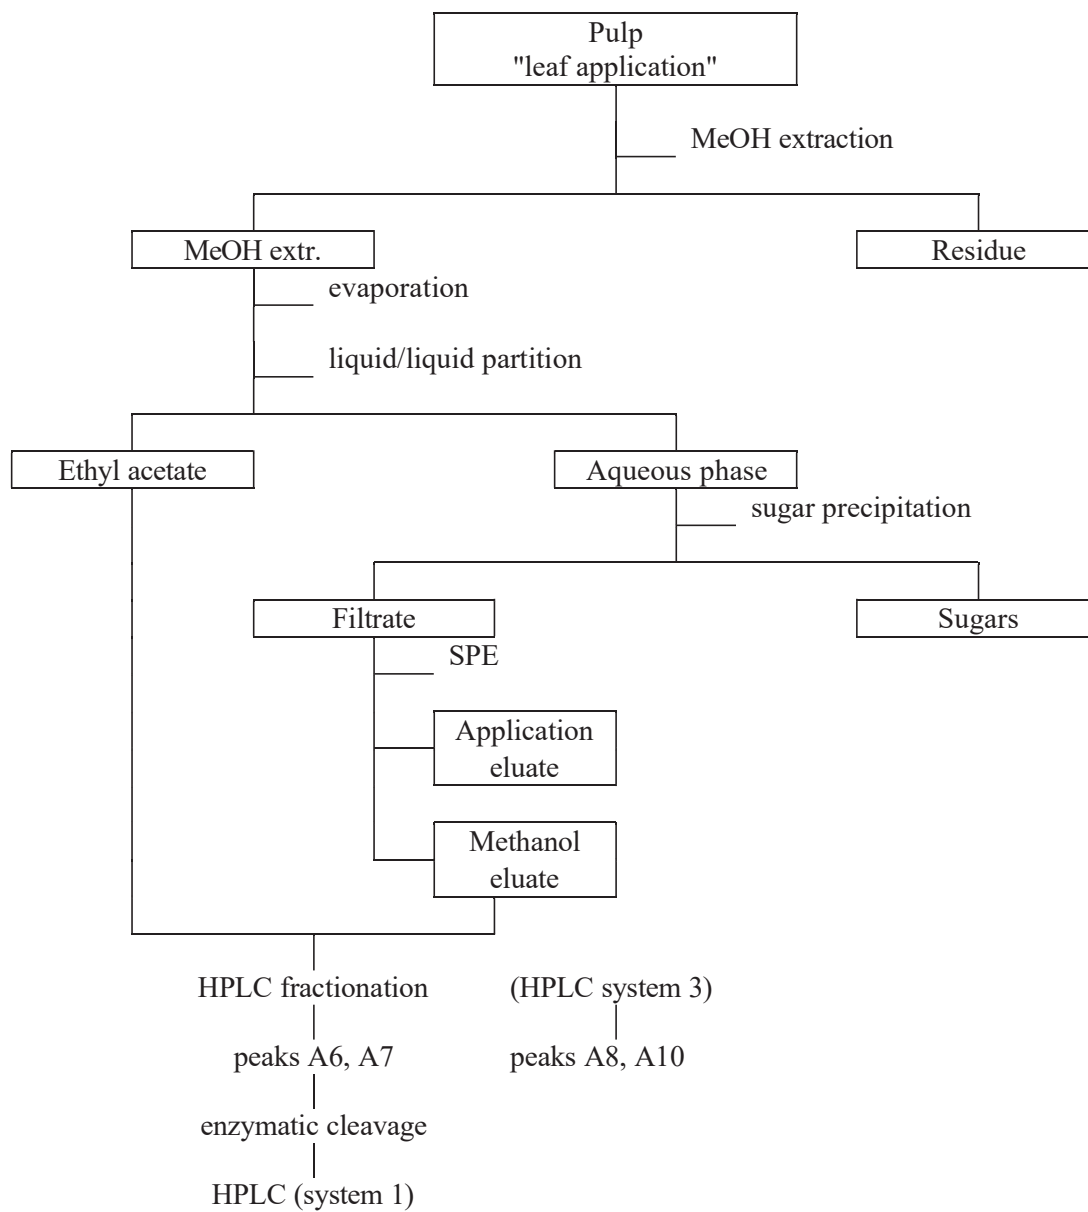 Pulp
"leaf application"
MeOH extraction
MeOH extr.
Residue
evaporation
liquid/liquid partition
Ethyl acetate
Aqueous phase
sugar precipitation
Filtrate
Sugars
SPE
Application
eluate
Methanol
eluate
HPLC fractionation
(HPLC system 3)
peaks A6, A7
peaks A8, A10
enzymatic cleavage
HPLC (system 1)